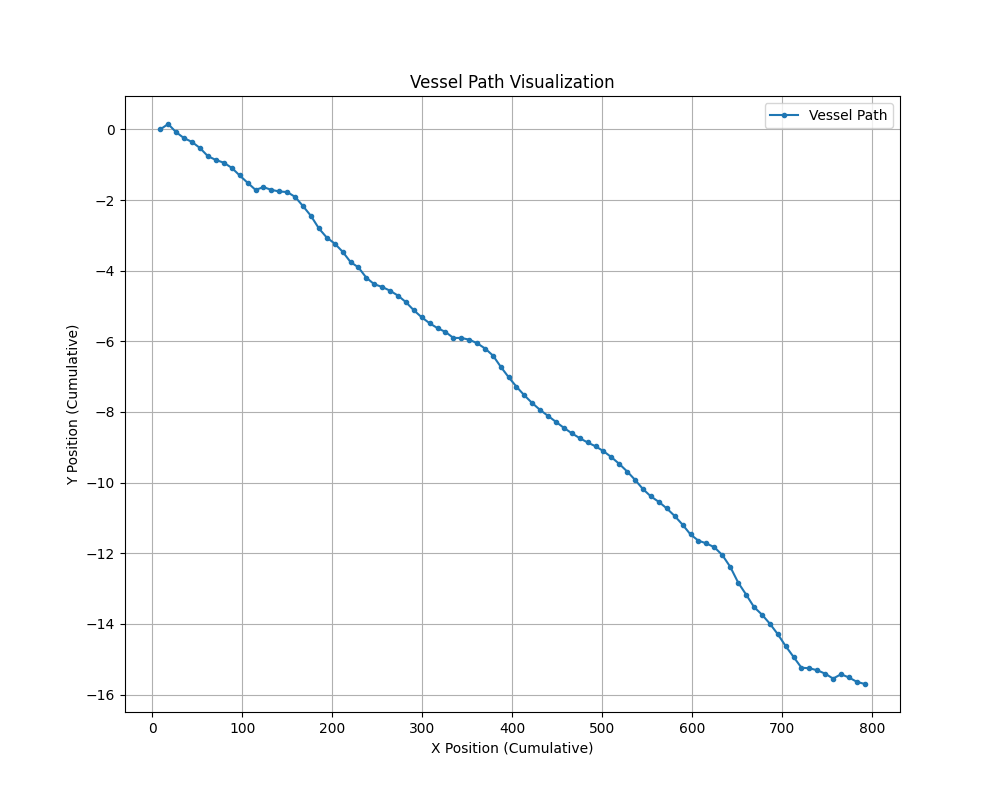 Vessel Path Visualization
Vessel Path
0
−2
−4
−6
−8
−10
−12
−14
−16
Y Position (Cumulative)
0 100 200 300 400 500 600 700 800
X Position (Cumulative)